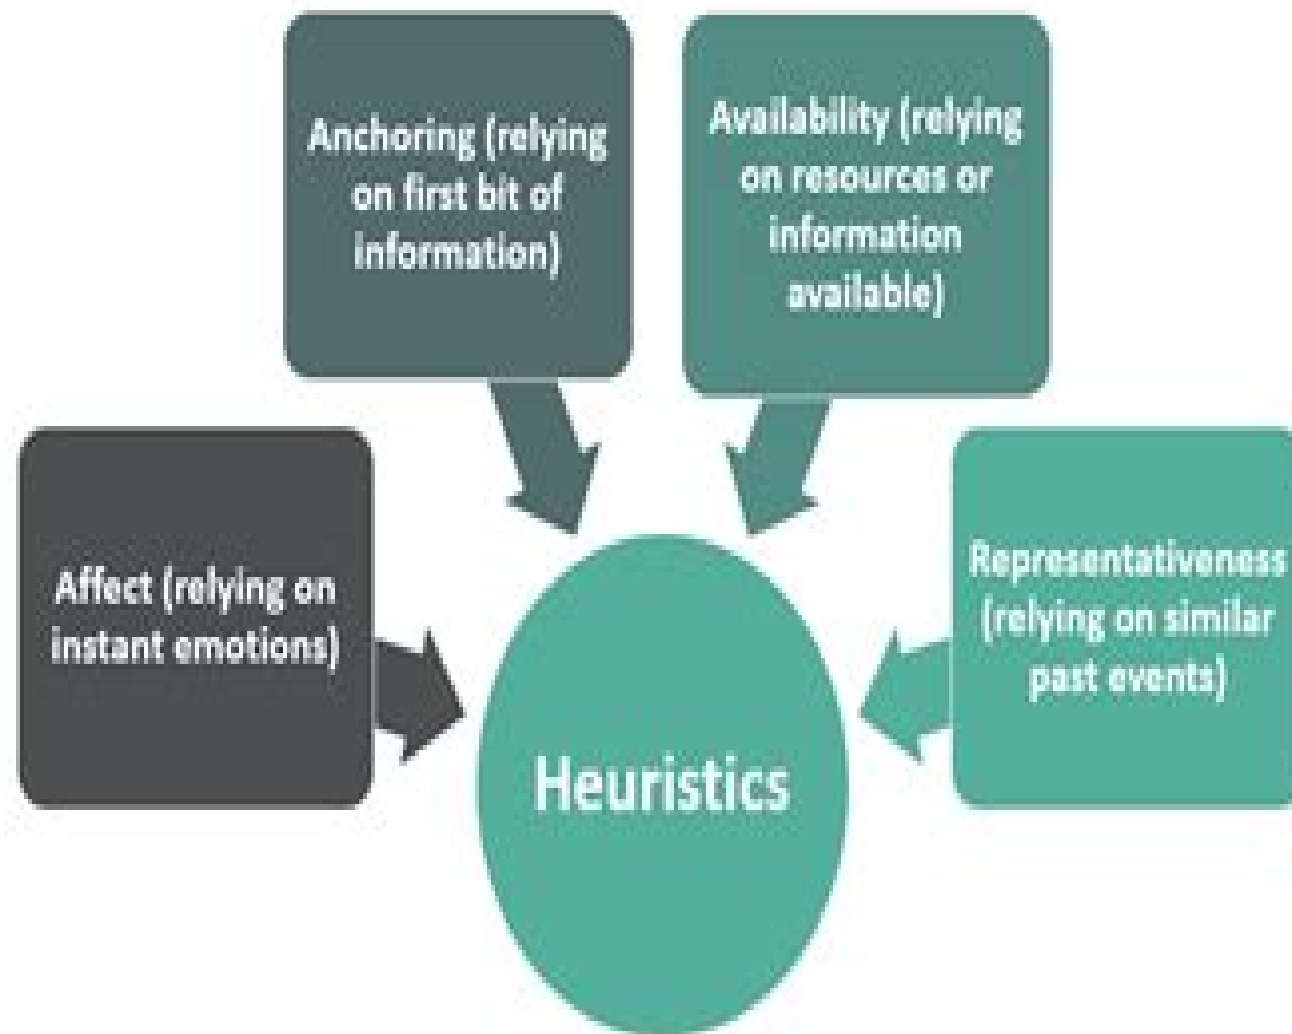 Anchoring (relying
on first bit of
information)
Availability (relying
on resources or
information
available)
Affect (relying on
instant emotions)
Representativeness
(relying on similar
past events)
Heuristics